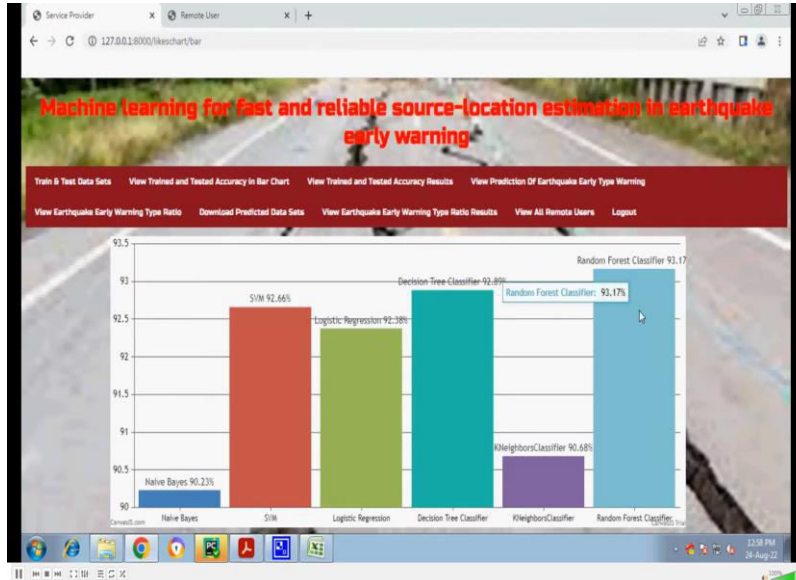 Service Provider
Remote User
127.0.0.1:8000/likeschart/bar
Machine learning for fast and reliable source-location estimation in earthquake
early warning
Train & Test Data Sets View Trained and Tested Accuracy in Bar Chart View Trained and Tested Accuracy Results View Prediction Of Earthquake Early Type Warning
View Earthquake Early Warning Type Ratio Download Predicted Data Sets View Earthquake Early Warning Type Ratio Results View All Remote Users Logout
93.5
Random Forest Classifier 93.17
93
Decision Tree Classifier 92.89%
Random Forest Classifier: 93.17%
SVM 92.66%
92.5
Logistic Regression 92.38%
92
91.5
91
KNeighborsClassifier 90.68%
90.5
Naive Bayes 90.23%
90
Naive Bayes SVM Logistic Regression Decision Tree Classifier KNeighborsClassifier Random Forest Classifier
CanvasJS.com
CanvasJS Trial
12:58 PM
24-Aug-22
100%